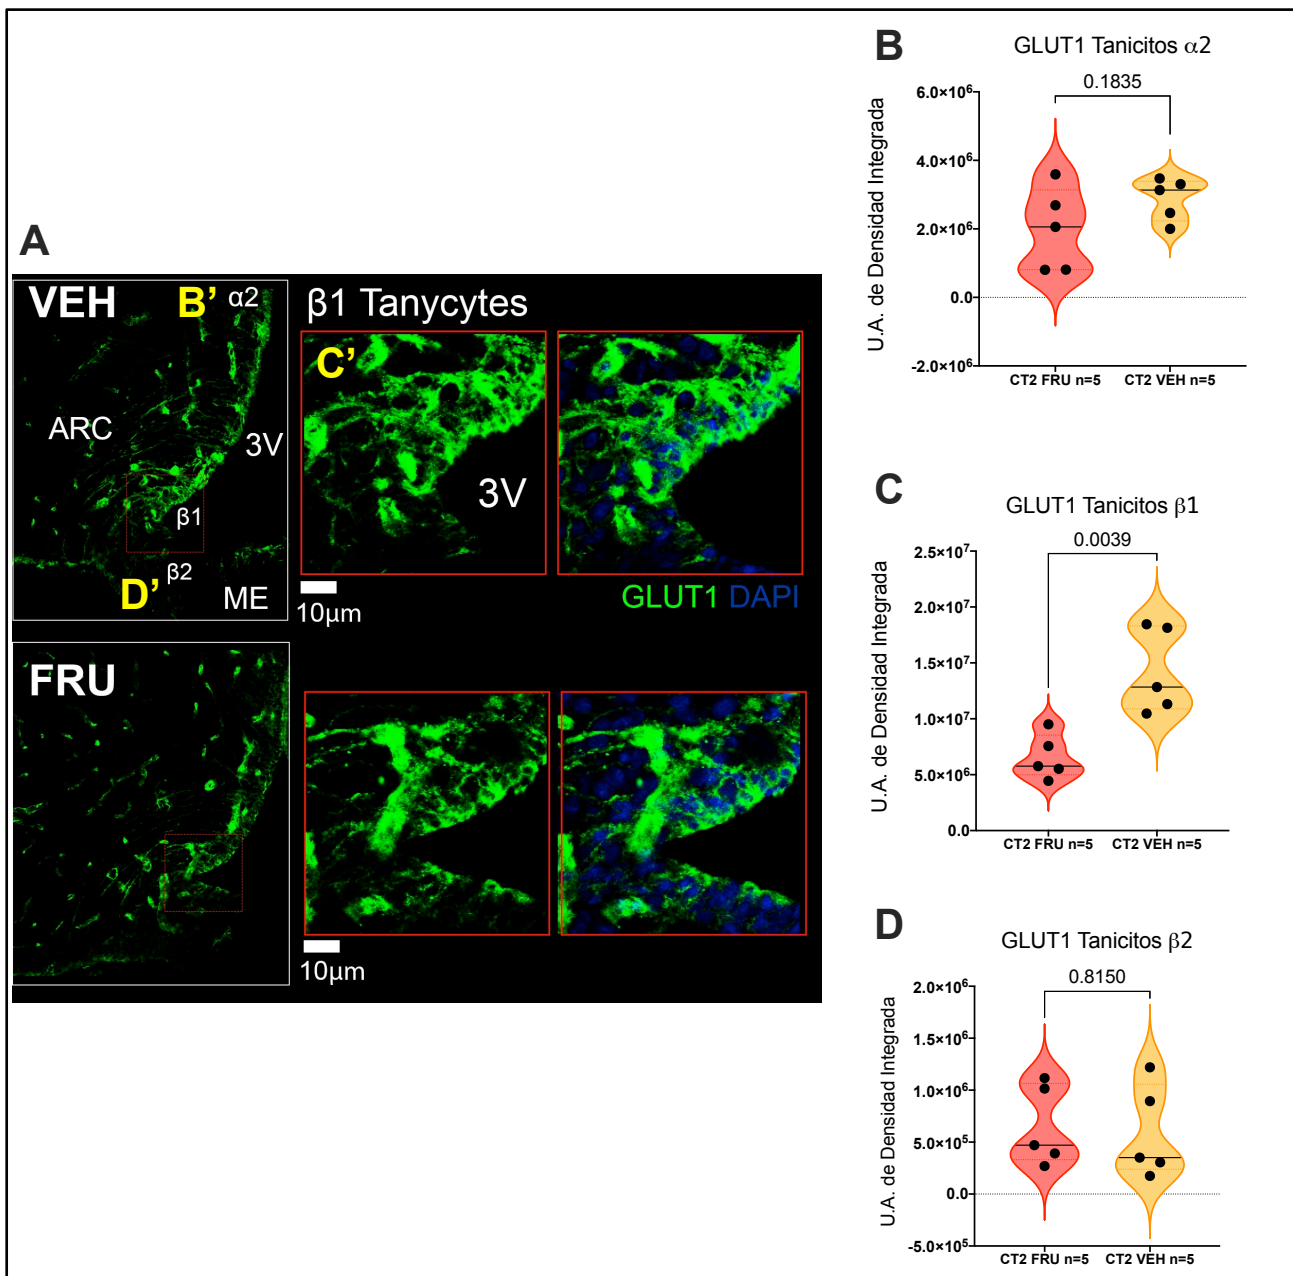 A
VEH
B’
α2
ARC
3V
β1
D’
β2
ME
β1 Tanycytes
C’
3V
10μm
GLUT1 DAPI
FRU
10μm
B
GLUT1 Tanicitos α2
0.1835
U.A. de Densidad Integrada
6.0×10⁶
4.0×10⁶
2.0×10⁶
0.0
-2.0×10⁶
CT2 FRU n=5
CT2 VEH n=5
C
GLUT1 Tanicitos β1
0.0039
U.A. de Densidad Integrada
2.5×10⁷
2.0×10⁷
1.5×10⁷
1.0×10⁷
5.0×10⁶
0.0
CT2 FRU n=5
CT2 VEH n=5
D
GLUT1 Tanicitos β2
0.8150
U.A. de Densidad Integrada
2.0×10⁶
1.5×10⁶
1.0×10⁶
5.0×10⁵
0.0
-5.0×10⁵
CT2 FRU n=5
CT2 VEH n=5